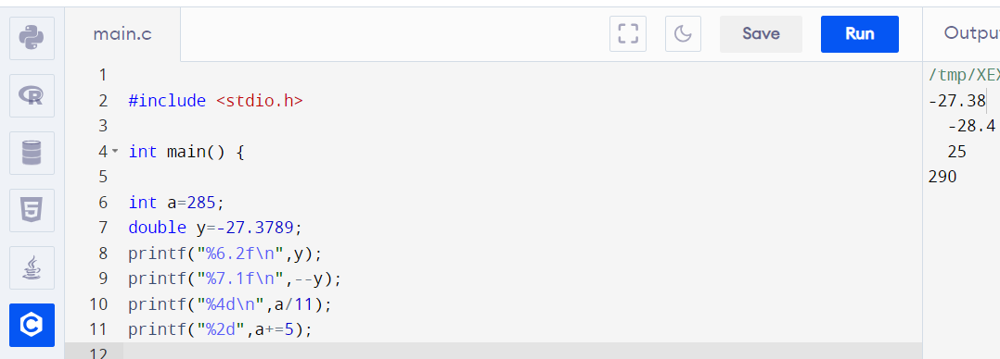 main.c
Save
Run
Outpu
1
2 #include <stdio.h>
3
4 int main() {
5
6 int a=285;
7 double y=-27.3789;
8 printf("%6.2f\n",y);
9 printf("%7.1f\n",--y);
10 printf("%4d\n",a/11);
11 printf("%2d",a+=5);
12
/tmp/XEX
-27.38
-28.4
25
290